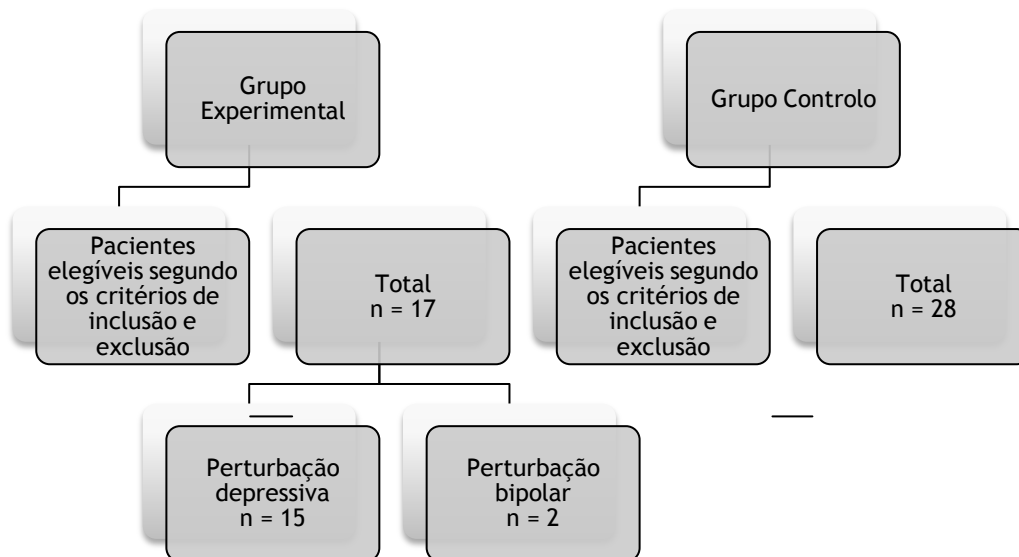 Grupo
Experimental
Grupo Controlo
Pacientes
elegíveis segundo
os critérios de
inclusão e
exclusão
Total
n = 17
Pacientes
elegíveis segundo
os critérios de
inclusão e
exclusão
Total
n = 28
Perturbação
depressiva
n = 15
Perturbação
bipolar
n = 2